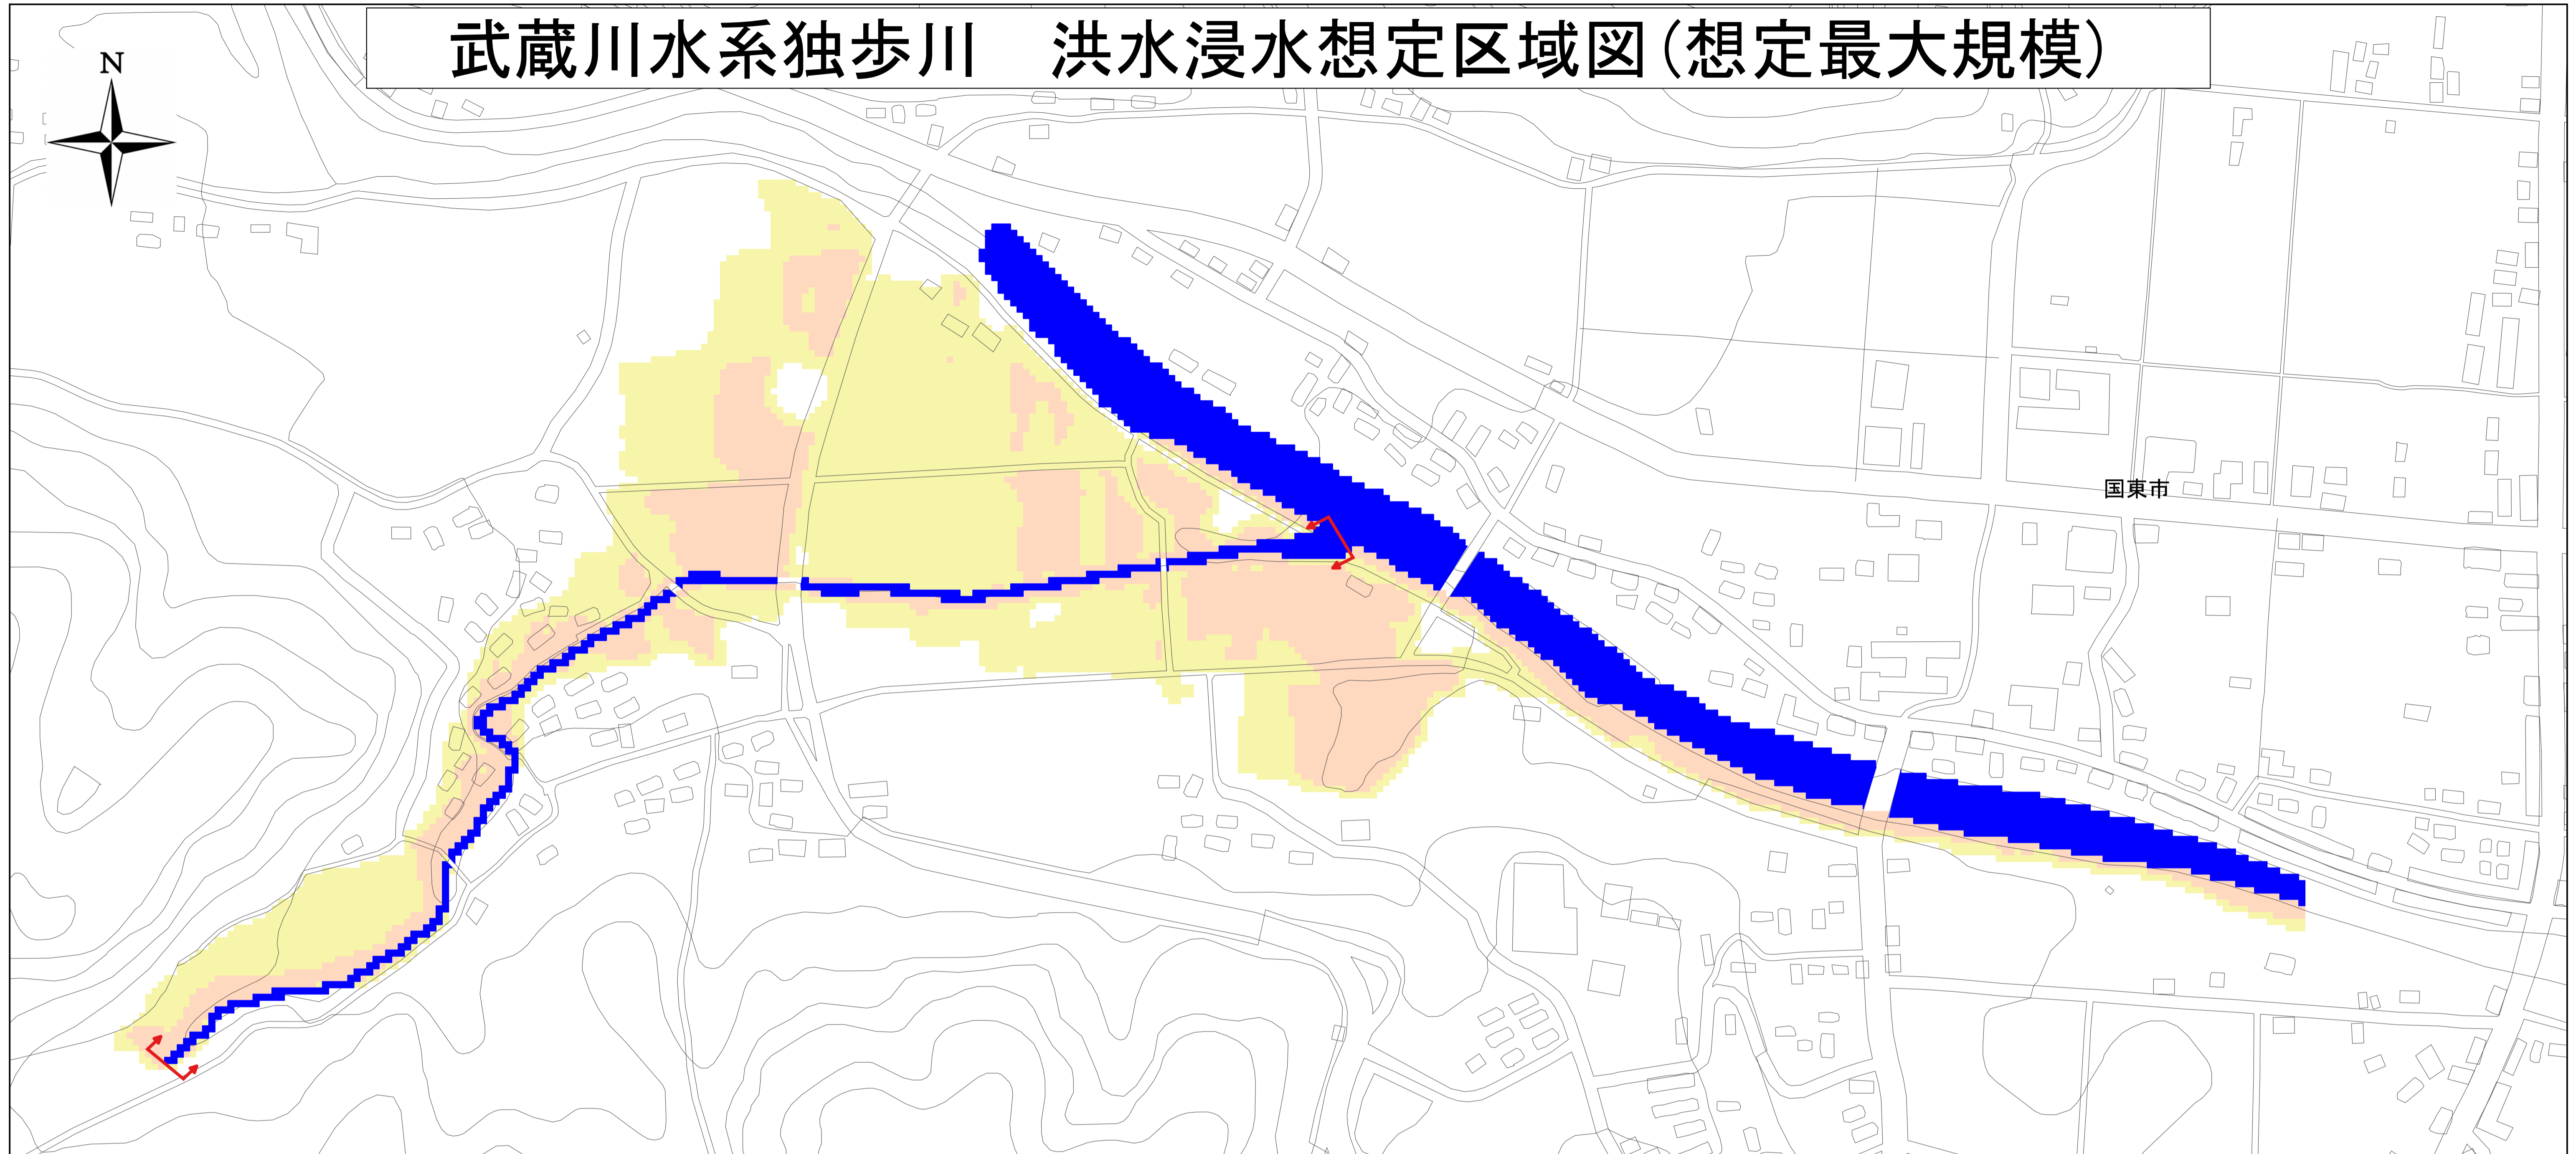 武蔵川水系独歩川　洪水浸水想定区域図（想定最大規模）
N
国東市